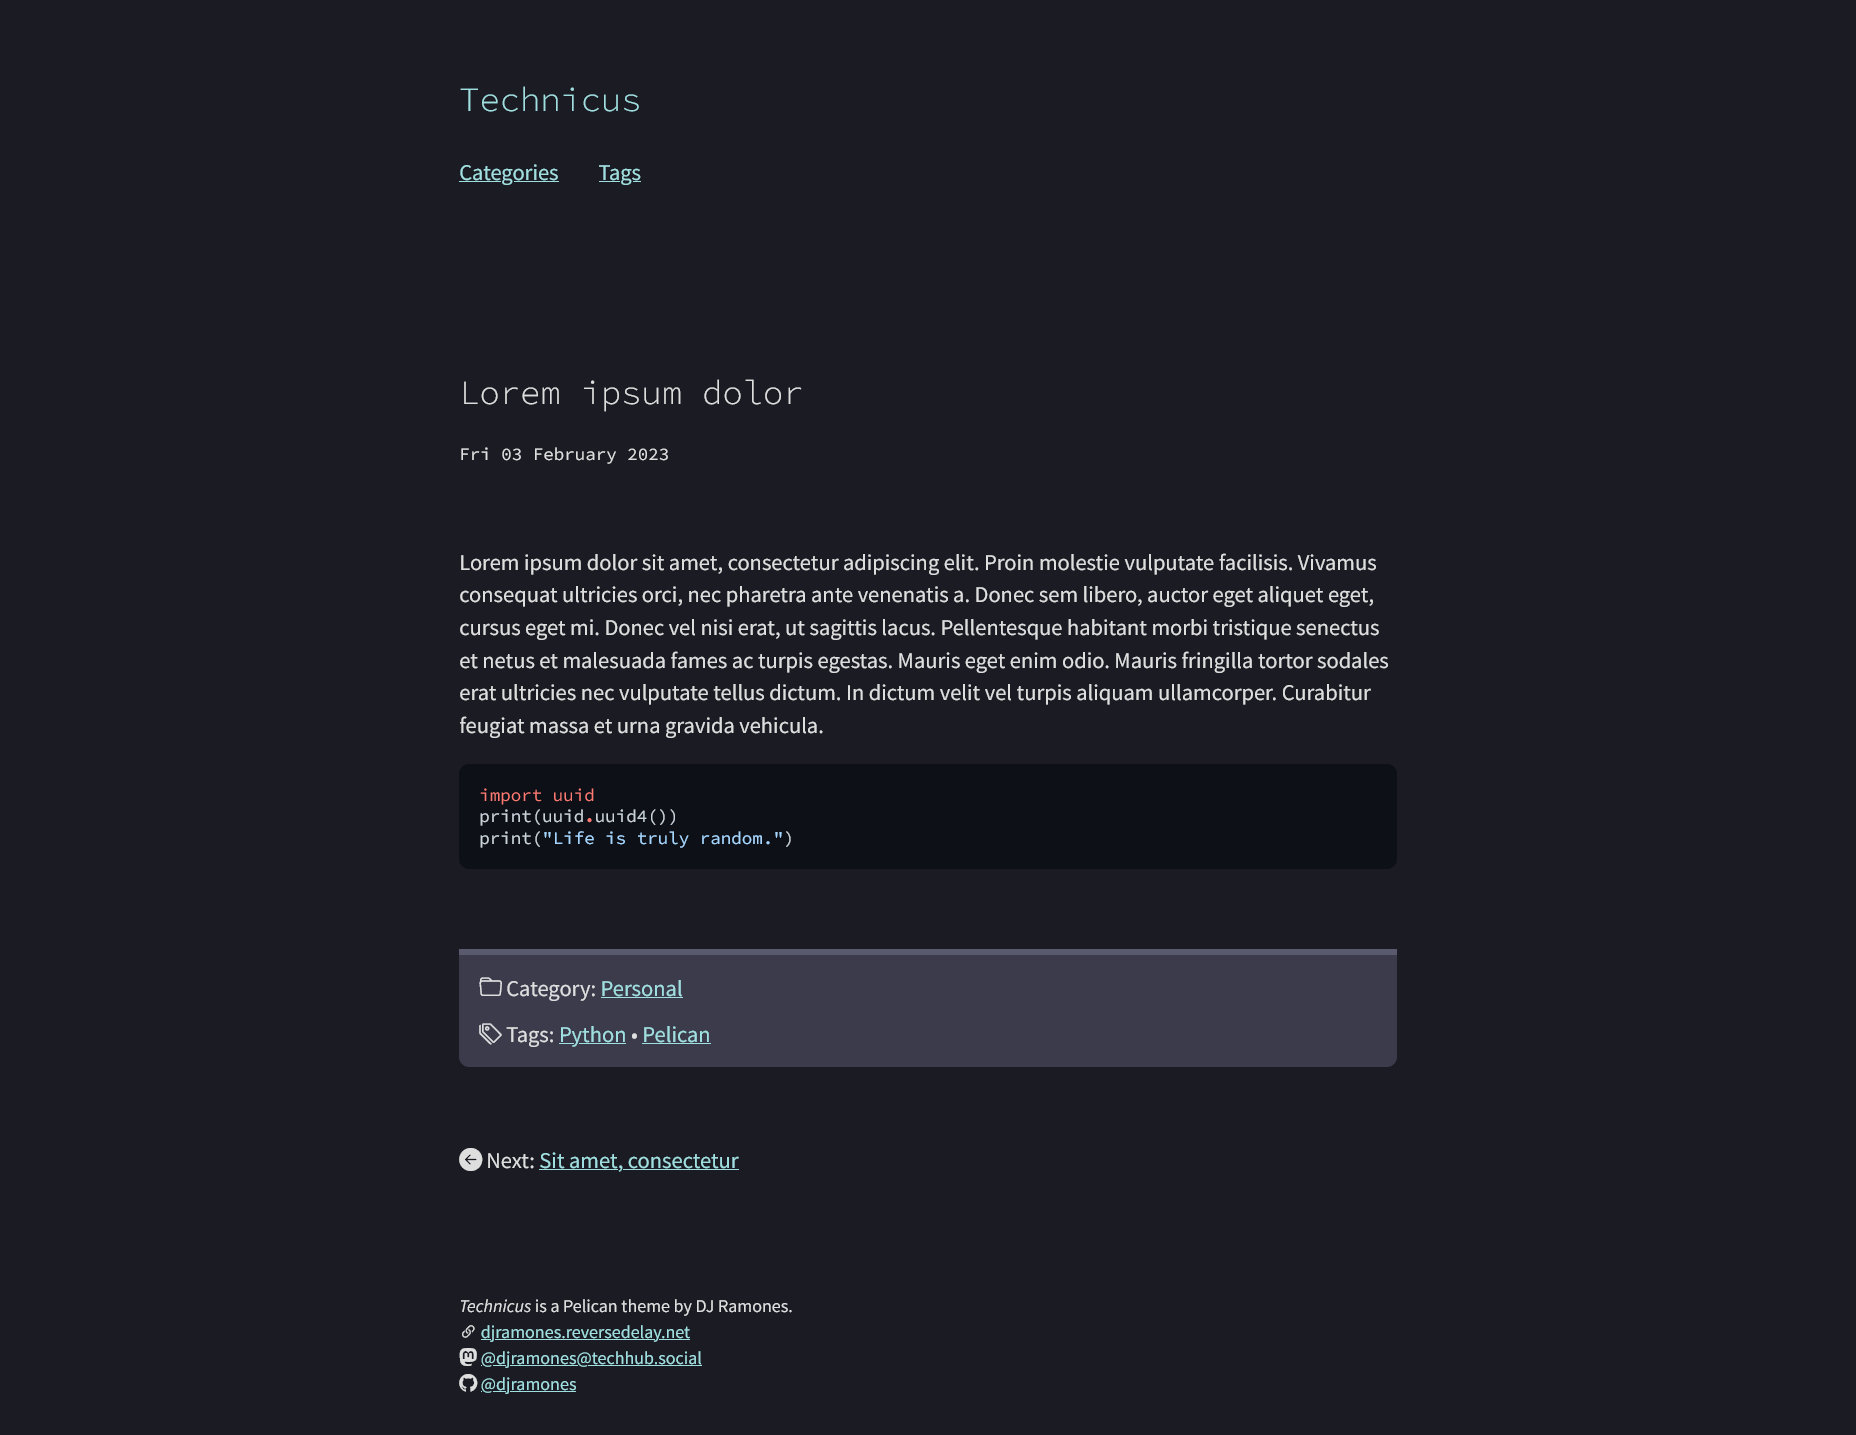 Technicus
Categories Tags
Lorem ipsum dolor
Fri 03 February 2023
Lorem ipsum dolor sit amet, consectetur adipiscing elit. Proin molestie vulputate facilisis. Vivamus
consequat ultricies orci, nec pharetra ante venenatis a. Donec sem libero, auctor eget aliquet eget,
cursus eget mi. Donec vel nisi erat, ut sagittis lacus. Pellentesque habitant morbi tristique senectus
et netus et malesuada fames ac turpis egestas. Mauris eget enim odio. Mauris fringilla tortor sodales
erat ultricies nec vulputate tellus dictum. In dictum velit vel turpis aliquam ullamcorper. Curabitur
feugiat massa et urna gravida vehicula.
import uuid
print(uuid.uuid4())
print("Life is truly random.")
Category: Personal
Tags: Python • Pelican
Next: Sit amet, consectetur
Technicus is a Pelican theme by DJ Ramones.
djramones.reversedelay.net
@djramones@techhub.social
@djramones